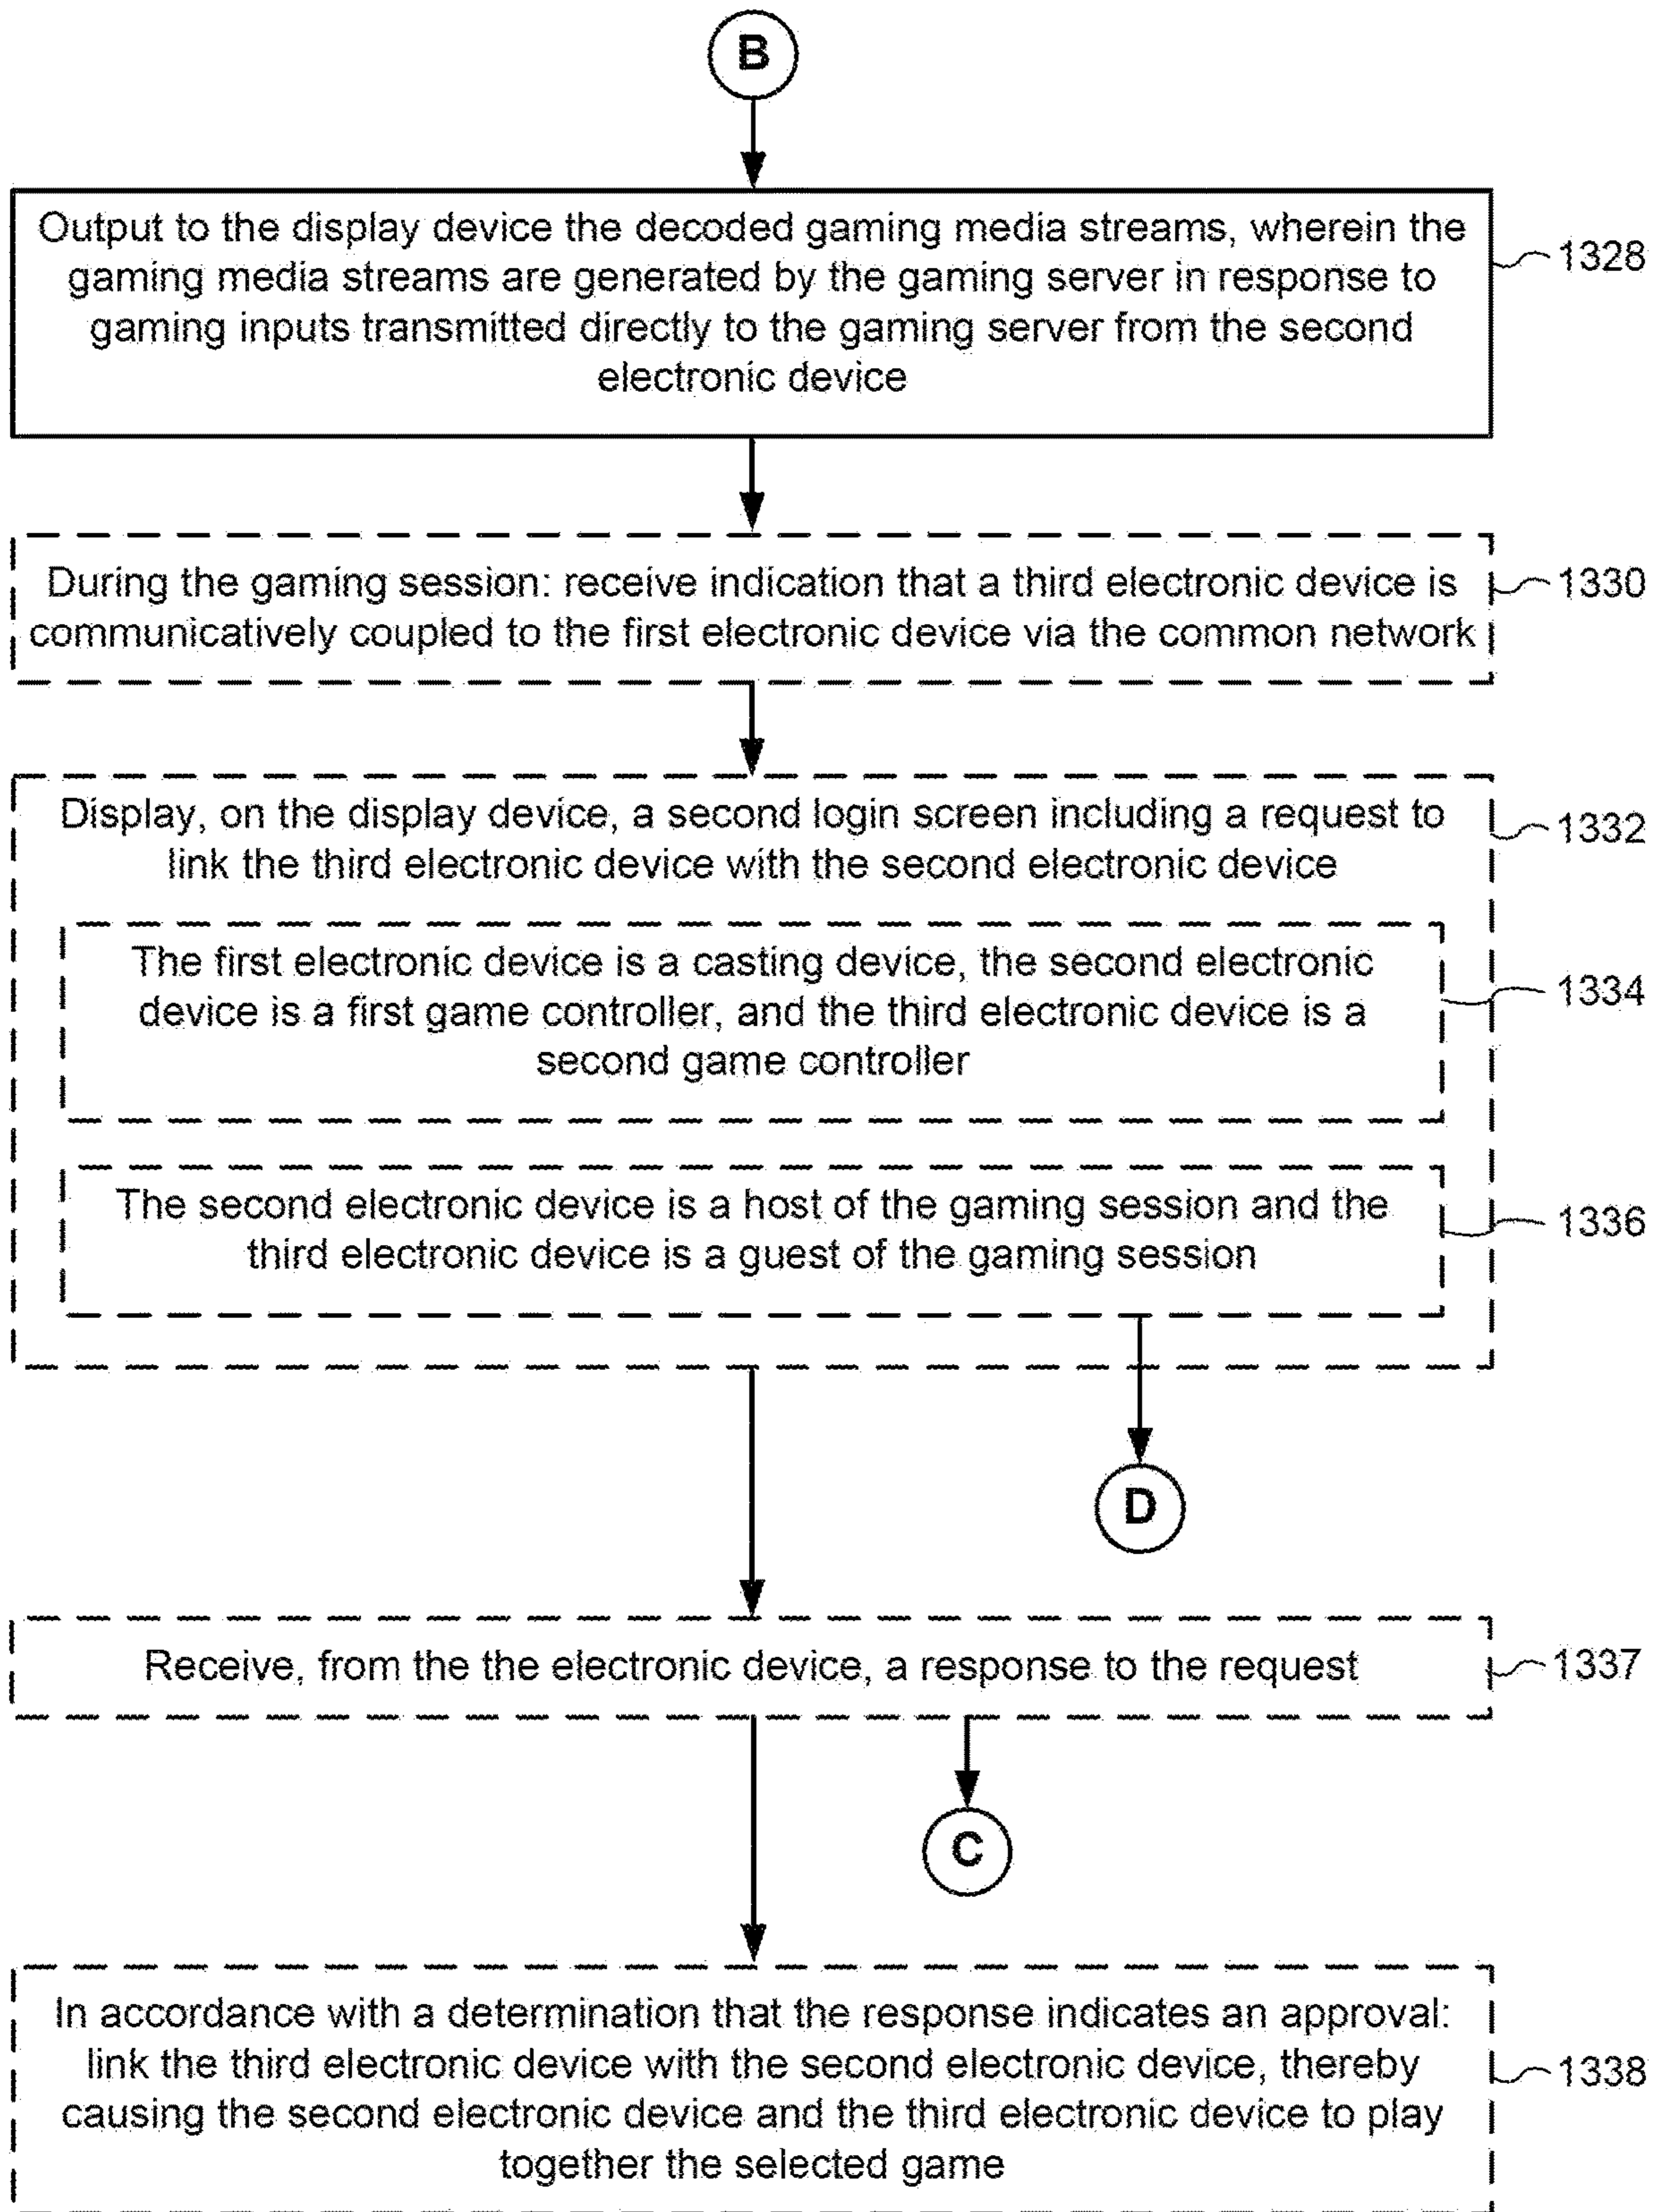 B
Output to the display device the decoded gaming media streams, wherein the
gaming media streams are generated by the gaming server in response to
gaming inputs transmitted directly to the gaming server from the second
electronic device
1328
During the gaming session: receive indication that a third electronic device is
communicatively coupled to the first electronic device via the common network
1330
Display, on the display device, a second login screen including a request to
link the third electronic device with the second electronic device
1332
The first electronic device is a casting device, the second electronic
device is a first game controller, and the third electronic device is a
second game controller
1334
The second electronic device is a host of the gaming session and the
third electronic device is a guest of the gaming session
1336
D
Receive, from the the electronic device, a response to the request
1337
C
In accordance with a determination that the response indicates an approval:
link the third electronic device with the second electronic device, thereby
causing the second electronic device and the third electronic device to play
together the selected game
1338